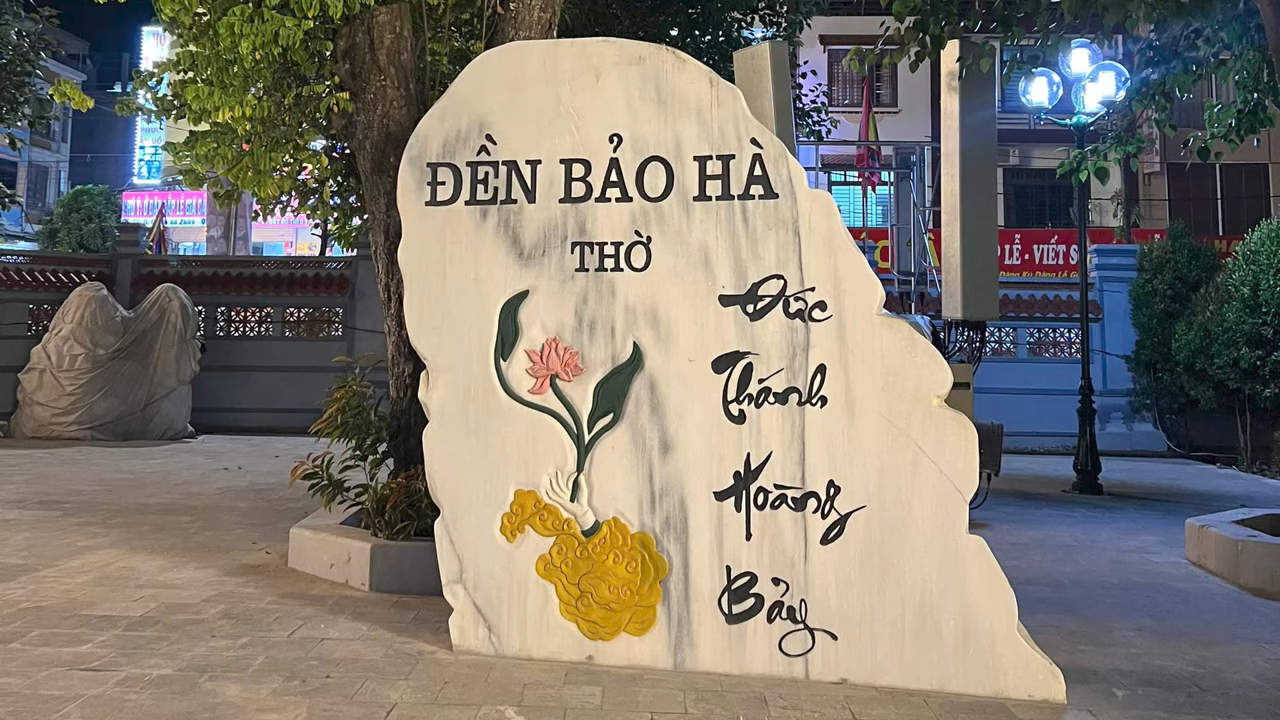 ĐỀN BẢO HÀ
THỜ
Đức
Thánh
Hoàng
Bảy
LỄ - VIẾT S